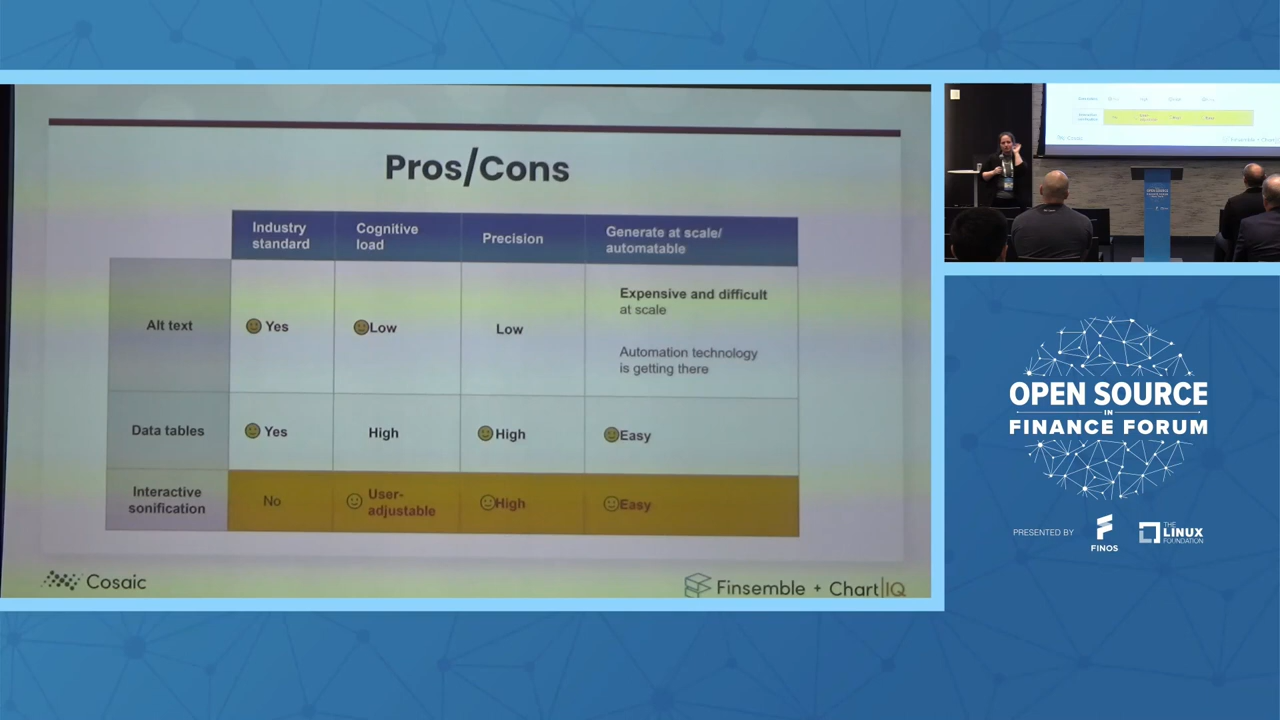 Pros/Cons
Industry
standard
Cognitive
load
Precision
Generate at scale/
automatable
Alt text
Yes
Low
Low
Expensive and difficult
at scale
Automation technology
is getting there
Data tables
Yes
High
High
Easy
Interactive
sonification
No
User-
adjustable
High
Easy
Cosaic
Finsemble + Chart|IQ
OPEN SOURCE
IN
FINANCE FORUM
PRESENTED BY
FINOS
THE
LINUX
FOUNDATION